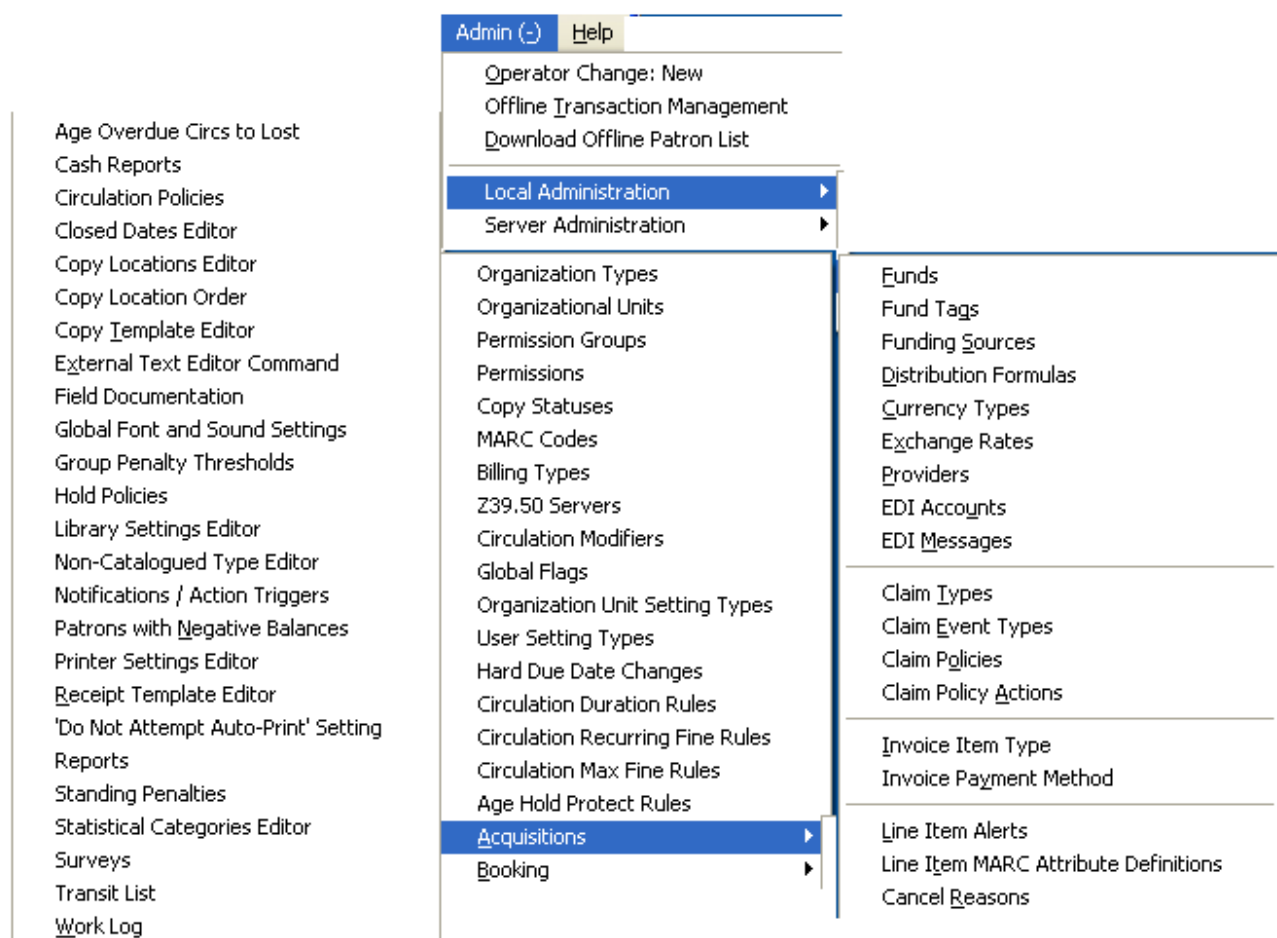 Admin (-) Help
Operator Change: New
Offline Transaction Management
Download Offline Patron List
Local Administration
Server Administration
Age Overdue Circs to Lost
Cash Reports
Circulation Policies
Closed Dates Editor
Copy Locations Editor
Copy Location Order
Copy Template Editor
External Text Editor Command
Field Documentation
Global Font and Sound Settings
Group Penalty Thresholds
Hold Policies
Library Settings Editor
Non-Catalogued Type Editor
Notifications / Action Triggers
Patrons with Negative Balances
Printer Settings Editor
Receipt Template Editor
'Do Not Attempt Auto-Print' Setting
Reports
Standing Penalties
Statistical Categories Editor
Surveys
Transit List
Work Log
Organization Types
Organizational Units
Permission Groups
Permissions
Copy Statuses
MARC Codes
Billing Types
Z39.50 Servers
Circulation Modifiers
Global Flags
Organization Unit Setting Types
User Setting Types
Hard Due Date Changes
Circulation Duration Rules
Circulation Recurring Fine Rules
Circulation Max Fine Rules
Age Hold Protect Rules
Acquisitions
Booking
Funds
Fund Tags
Funding Sources
Distribution Formulas
Currency Types
Exchange Rates
Providers
EDI Accounts
EDI Messages
Claim Types
Claim Event Types
Claim Policies
Claim Policy Actions
Invoice Item Type
Invoice Payment Method
Line Item Alerts
Line Item MARC Attribute Definitions
Cancel Reasons